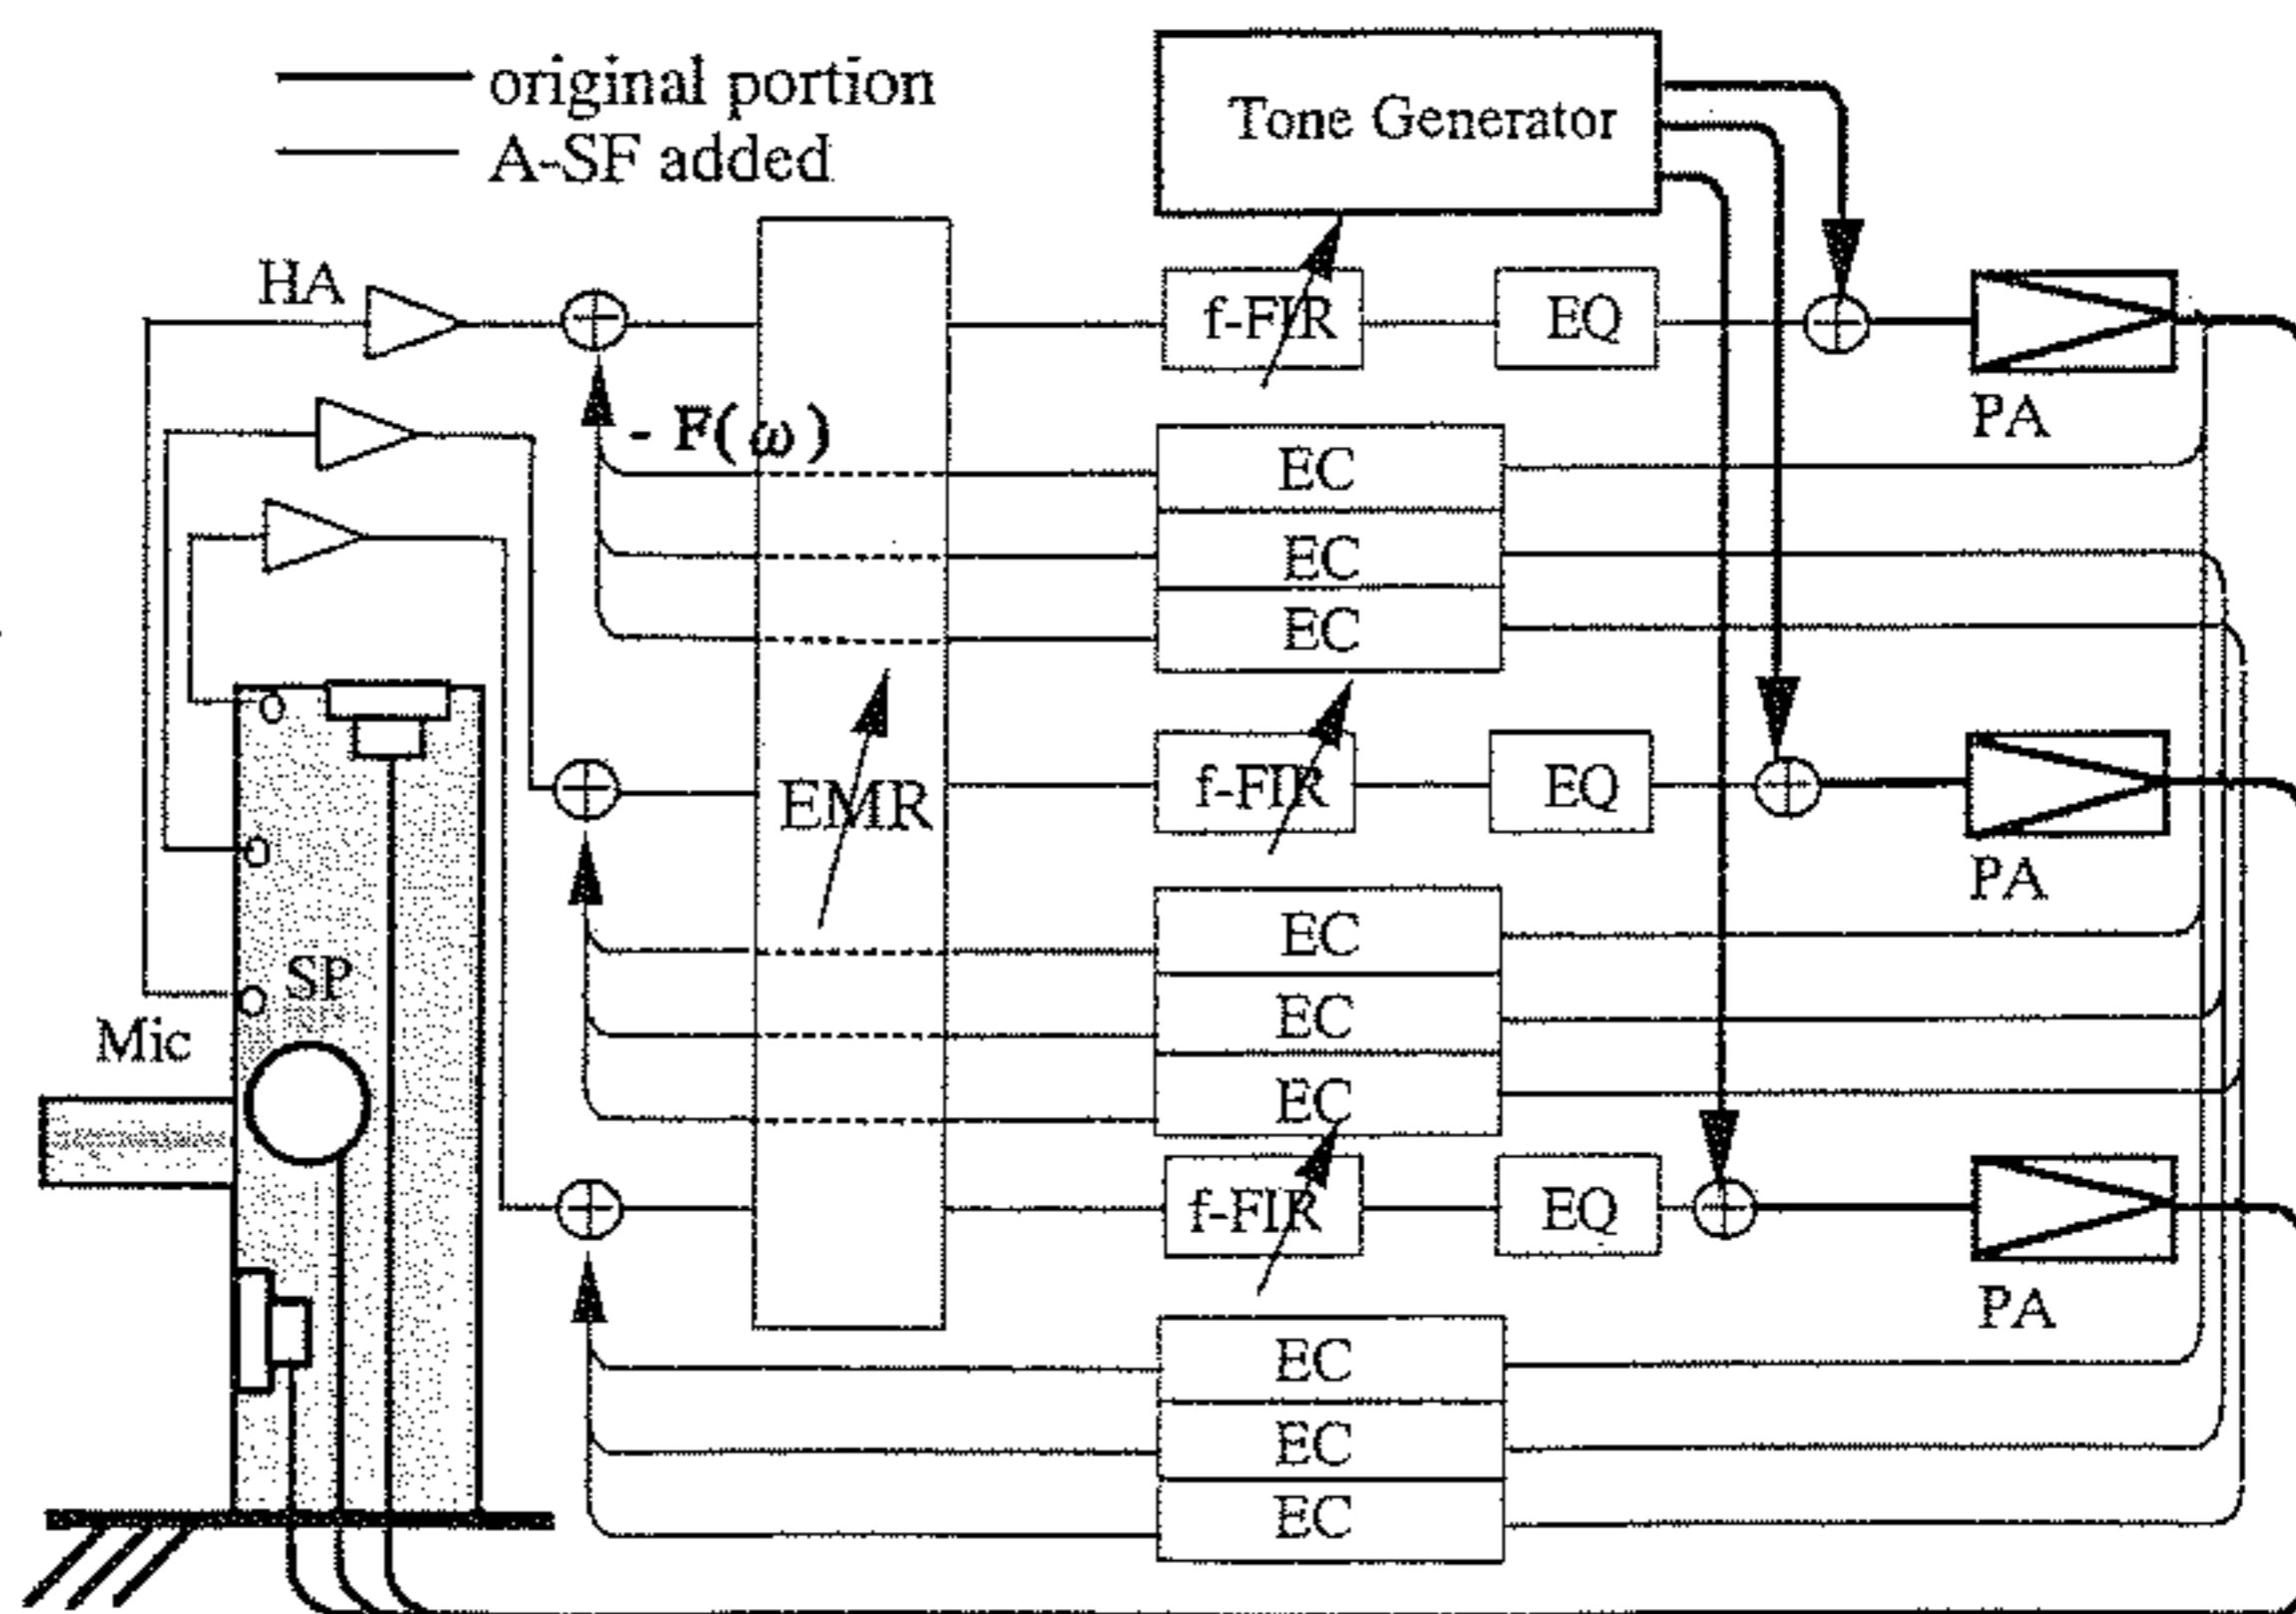 original portion
A-SF added
Tone Generator
HA
f-FIR
EQ
PA
- F(ω)
EC
EC
EC
EMR
f-FIR
EQ
PA
EC
EC
EC
SP
Mic
f-FIR
EQ
PA
EC
EC
EC